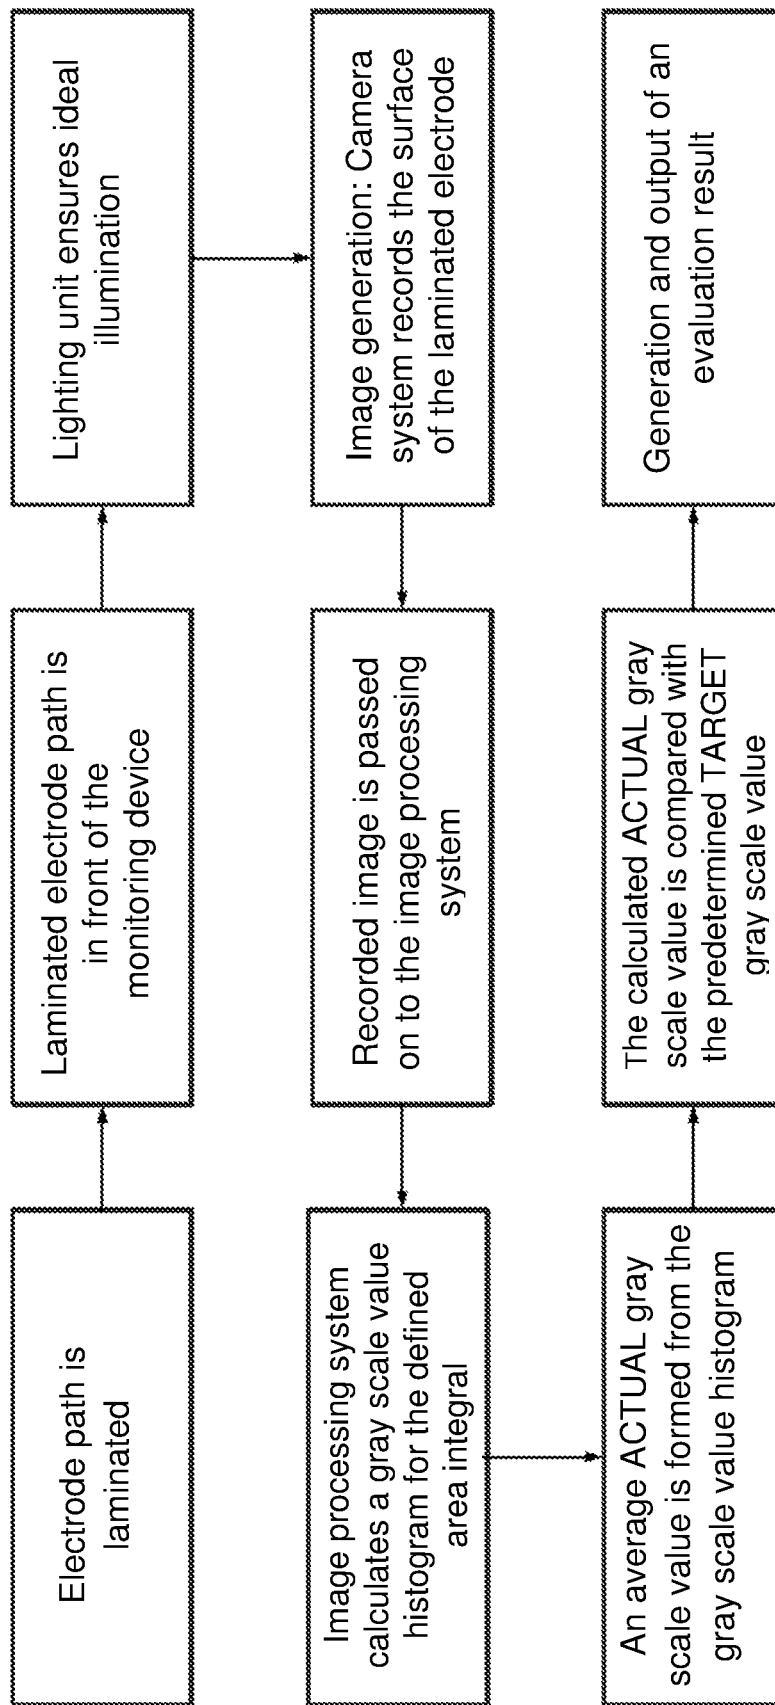 Electrode path is
laminated
Laminated electrode path is
in front of the
monitoring device
Lighting unit ensures ideal
illumination
Image generation: Camera
system records the surface
of the laminated electrode
Recorded image is passed
on to the image processing
system
Image processing system
calculates a gray scale value
histogram for the defined
area integral
An average ACTUAL gray
scale value is formed from the
gray scale value histogram
The calculated ACTUAL gray
scale value is compared with
the predetermined TARGET
gray scale value
Generation and output of an
evaluation result